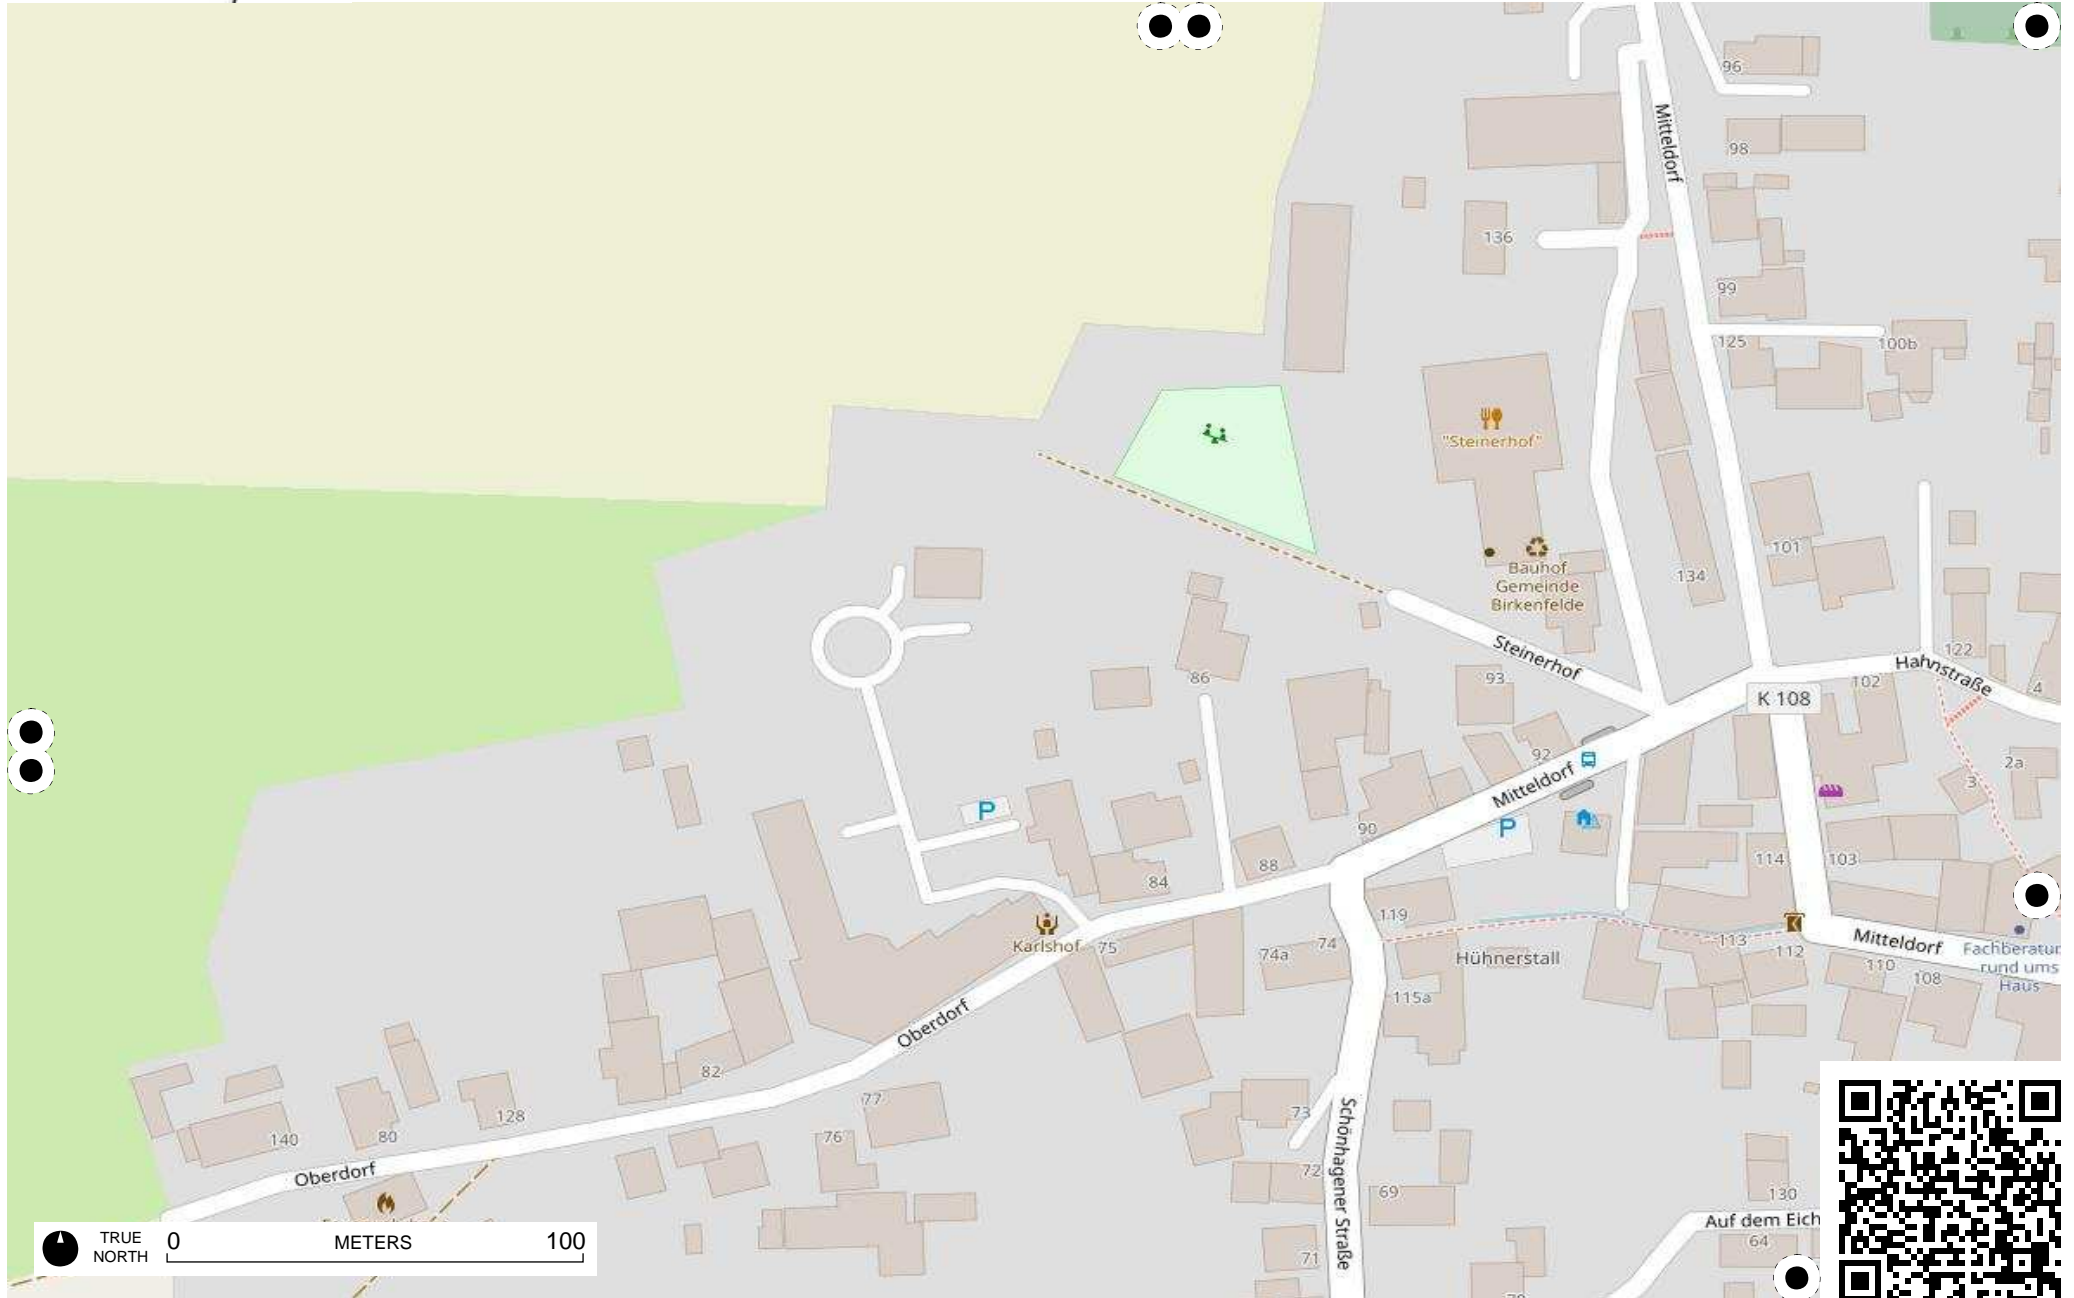 96
Mitteldorf
98
136
99
125
100b
"Steinerhof"
101
Bauhof
Gemeinde
Birkenfelde
134
Steinerhof
93
86
122
Hahnstraße
102
4
K 108
92
2a
3
Mitteldorf
P
P
90
88
84
114
103
119
Karlshof
75
74
74a
Hühnerstall
113
112
Mitteldorf
Fachberatun
rund ums
Haus
110
108
115a
Oberdorf
82
77
73
128
140
80
76
Oberdorf
Schönhagener Straße
72
69
130
Auf dem Eich
64
71
TRUE
NORTH
0 METERS 100